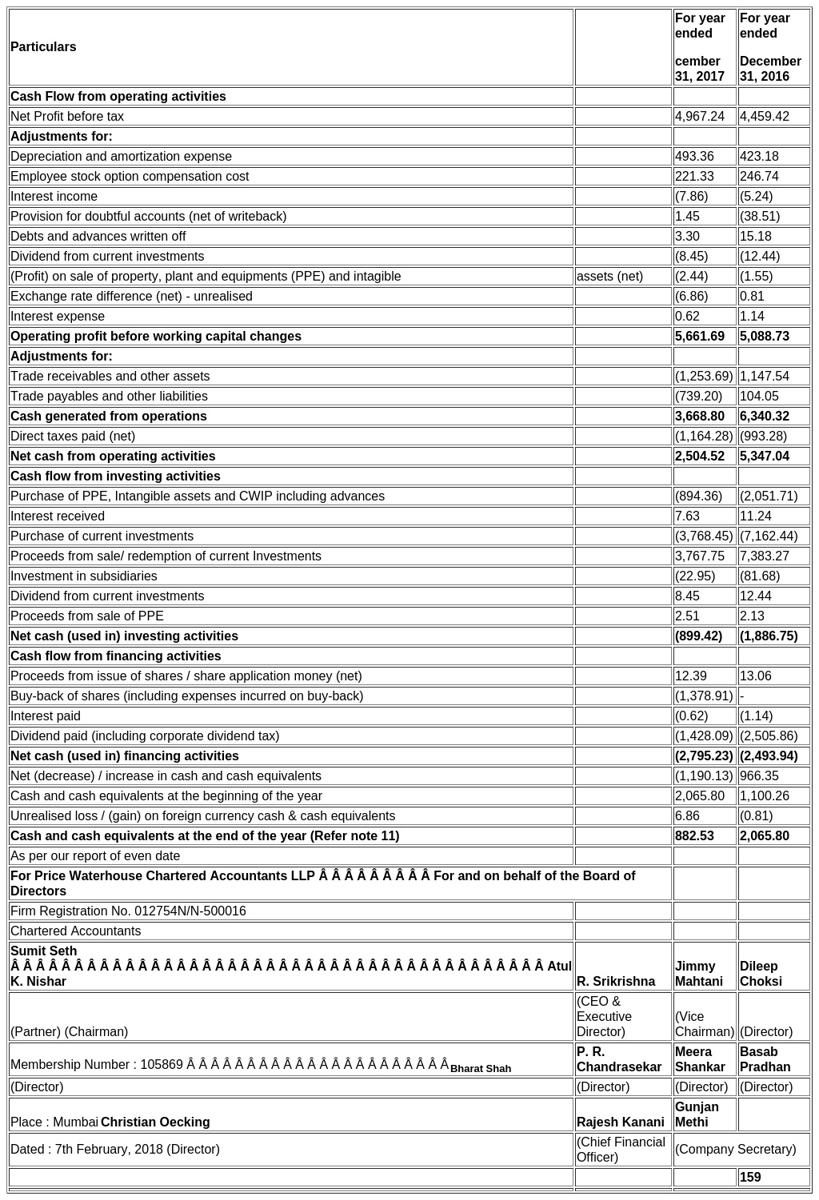 Particulars For year ended cember 31, 2017 For year ended December 31, 2016
Cash Flow from operating activities
Net Profit before tax 4,967.24 4,459.42
Adjustments for:
Depreciation and amortization expense 493.36 423.18
Employee stock option compensation cost 221.33 246.74
Interest income (7.86) (5.24)
Provision for doubtful accounts (net of writeback) 1.45 (38.51)
Debts and advances written off 3.30 15.18
Dividend from current investments (8.45) (12.44)
(Profit) on sale of property, plant and equipments (PPE) and intagible assets (net) (2.44) (1.55)
Exchange rate difference (net) - unrealised (6.86) 0.81
Interest expense 0.62 1.14
Operating profit before working capital changes 5,661.69 5,088.73
Adjustments for:
Trade receivables and other assets (1,253.69) 1,147.54
Trade payables and other liabilities (739.20) 104.05
Cash generated from operations 3,668.80 6,340.32
Direct taxes paid (net) (1,164.28) (993.28)
Net cash from operating activities 2,504.52 5,347.04
Cash flow from investing activities
Purchase of PPE, Intangible assets and CWIP including advances (894.36) (2,051.71)
Interest received 7.63 11.24
Purchase of current investments (3,768.45) (7,162.44)
Proceeds from sale/ redemption of current Investments 3,767.75 7,383.27
Investment in subsidiaries (22.95) (81.68)
Dividend from current investments 8.45 12.44
Proceeds from sale of PPE 2.51 2.13
Net cash (used in) investing activities (899.42) (1,886.75)
Cash flow from financing activities
Proceeds from issue of shares / share application money (net) 12.39 13.06
Buy-back of shares (including expenses incurred on buy-back) (1,378.91) -
Interest paid (0.62) (1.14)
Dividend paid (including corporate dividend tax) (1,428.09) (2,505.86)
Net cash (used in) financing activities (2,795.23) (2,493.94)
Net (decrease) / increase in cash and cash equivalents (1,190.13) 966.35
Cash and cash equivalents at the beginning of the year 2,065.80 1,100.26
Unrealised loss / (gain) on foreign currency cash & cash equivalents 6.86 (0.81)
Cash and cash equivalents at the end of the year (Refer note 11) 882.53 2,065.80
As per our report of even date
For Price Waterhouse Chartered Accountants LLP Â Â Â Â Â Â Â Â Â For and on behalf of the Board of
Directors
Firm Registration No. 012754N/N-500016
Chartered Accountants
Sumit Seth
Â Â Â Â Â Â Â Â Â Â Â Â Â Â Â Â Â Â Â Â Â Â Â Â Â Â Â Â Â Â Â Â Â Â Â Â Â Â Â Â Â Â Atul
K. Nishar R. Srikrishna Jimmy Mahtani Dileep Choksi
(Partner) (Chairman) (CEO & Executive Director) (Vice Chairman) (Director)
Membership Number : 105869 Â Â Â Â Â Â Â Â Â Â Â Â Â Â Â Â Â Â Â Â Â Â Bharat Shah P. R. Chandrasekar Meera Shankar Basab Pradhan
(Director) (Director) (Director) (Director)
Place : Mumbai Christian Oecking Rajesh Kanani Gunjan Methi
Dated : 7th February, 2018 (Director) (Chief Financial Officer) (Company Secretary)
159